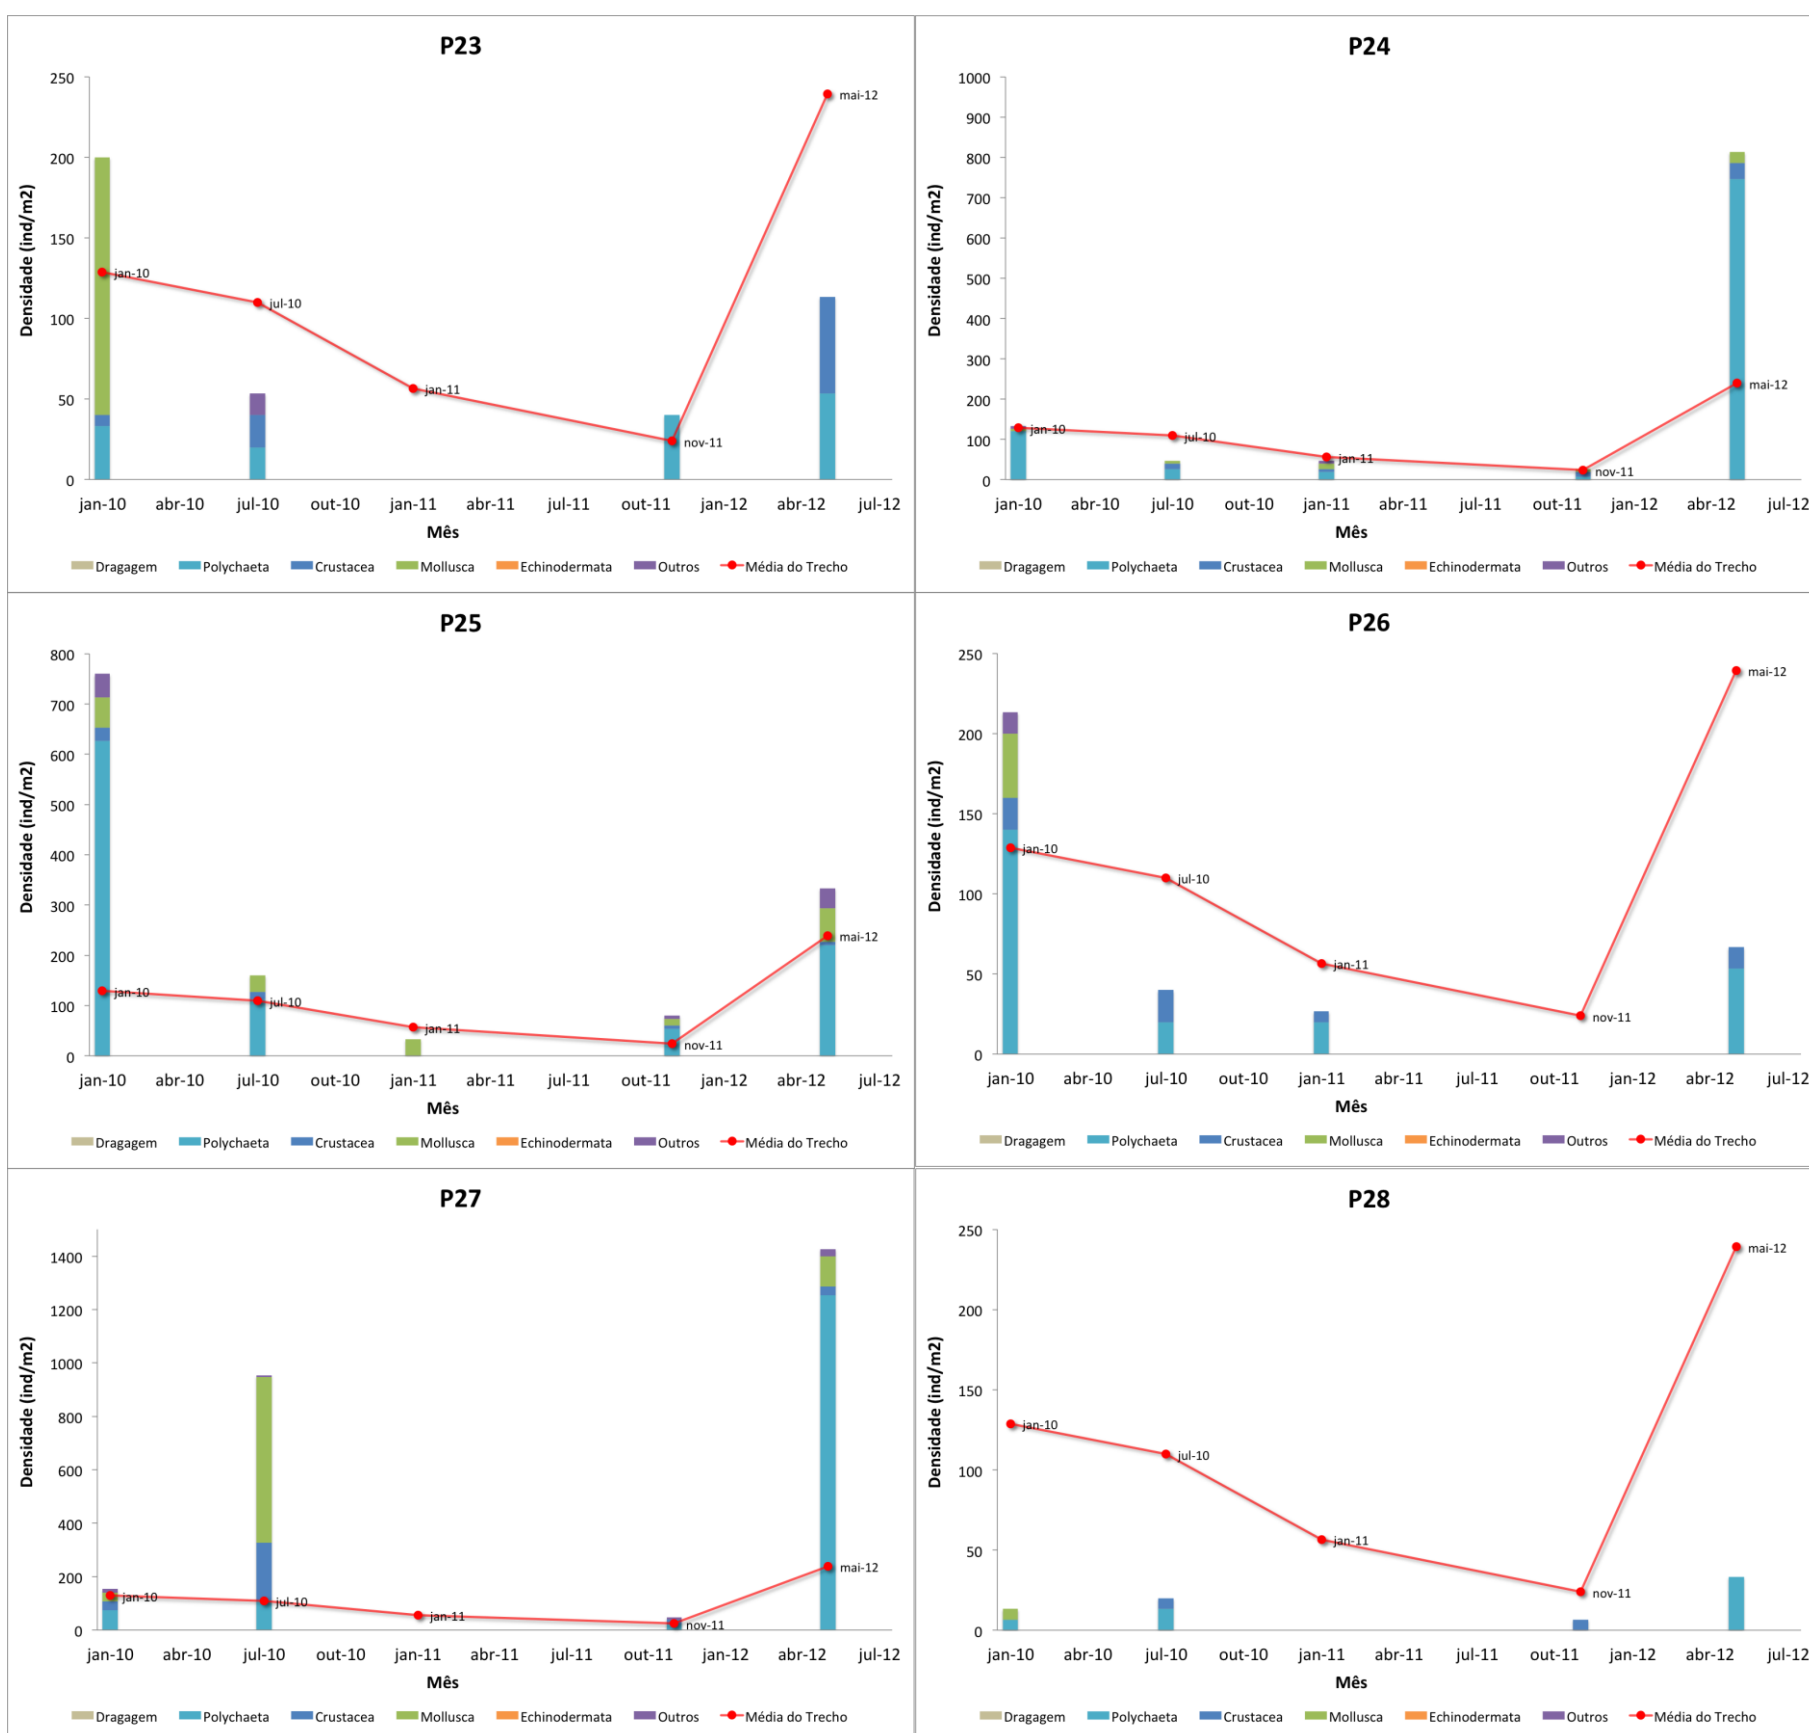 P23
250
200
150
100
50
0
Densidade (ind/m2)
jan-10
jul-10
jan-11
nov-11
mai-12
jan-10 abr-10 jul-10 out-10 jan-11 abr-11 jul-11 out-11 jan-12 abr-12 jul-12
Mês
Dragagem Polychaeta Crustacea Mollusca Echinodermata Outros Média do Trecho
P24
1000
900
800
700
600
500
400
300
200
100
0
Densidade (ind/m2)
jan-10
jul-10
jan-11
nov-11
mai-12
jan-10 abr-10 jul-10 out-10 jan-11 abr-11 jul-11 out-11 jan-12 abr-12 jul-12
Mês
Dragagem Polychaeta Crustacea Mollusca Echinodermata Outros Média do Trecho
P25
800
700
600
500
400
300
200
100
0
Densidade (ind/m2)
jan-10
jul-10
jan-11
nov-11
mai-12
jan-10 abr-10 jul-10 out-10 jan-11 abr-11 jul-11 out-11 jan-12 abr-12 jul-12
Mês
Dragagem Polychaeta Crustacea Mollusca Echinodermata Outros Média do Trecho
P26
250
200
150
100
50
0
Densidade (ind/m2)
jan-10
jul-10
jan-11
nov-11
mai-12
jan-10 abr-10 jul-10 out-10 jan-11 abr-11 jul-11 out-11 jan-12 abr-12 jul-12
Mês
Dragagem Polychaeta Crustacea Mollusca Echinodermata Outros Média do Trecho
P27
1400
1200
1000
800
600
400
200
0
Densidade (ind/m2)
jan-10
jul-10
jan-11
nov-11
mai-12
jan-10 abr-10 jul-10 out-10 jan-11 abr-11 jul-11 out-11 jan-12 abr-12 jul-12
Mês
Dragagem Polychaeta Crustacea Mollusca Echinodermata Outros Média do Trecho
P28
250
200
150
100
50
0
Densidade (ind/m2)
jan-10
jul-10
jan-11
nov-11
mai-12
jan-10 abr-10 jul-10 out-10 jan-11 abr-11 jul-11 out-11 jan-12 abr-12 jul-12
Mês
Dragagem Polychaeta Crustacea Mollusca Echinodermata Outros Média do Trecho